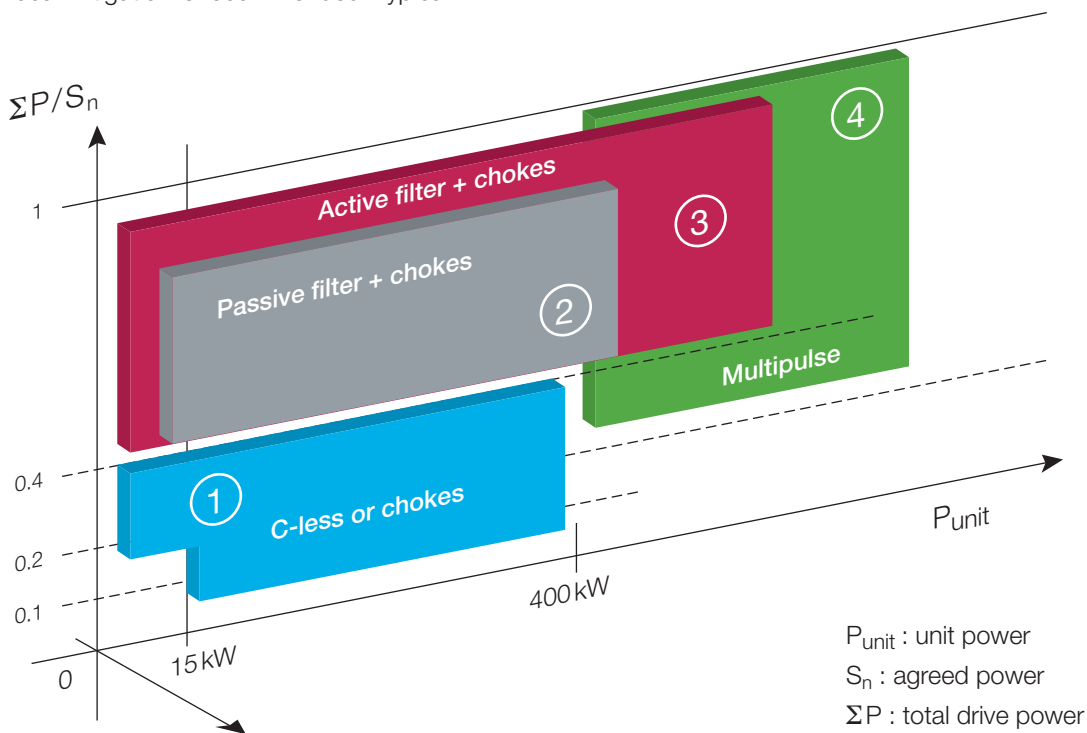 ΣP/Sn
1
Active filter + chokes
4
3
Passive filter + chokes
2
Multipulse
0.4
1
C-less or chokes
0.2
Punit
0.1
400 kW
15 kW
0
Punit : unit power
Sn : agreed power
ΣP : total drive power